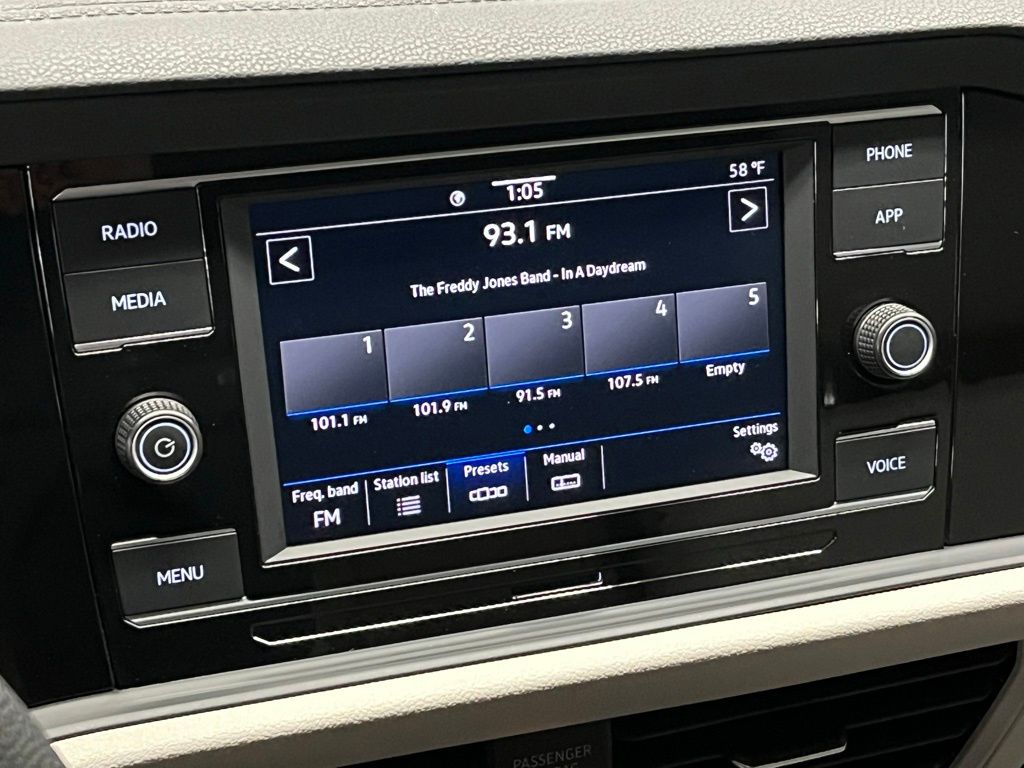 RADIO
MEDIA
MENU
58 °F
1:05
93.1 FM
<
>
The Freddy Jones Band - In A Daydream
1 2 3 4 5
101.1 FM 101.9 FM 91.5 FM 107.5 FM Empty
Freq. band Station list Presets Manual Settings
FM
PHONE
APP
VOICE
PASSENGER